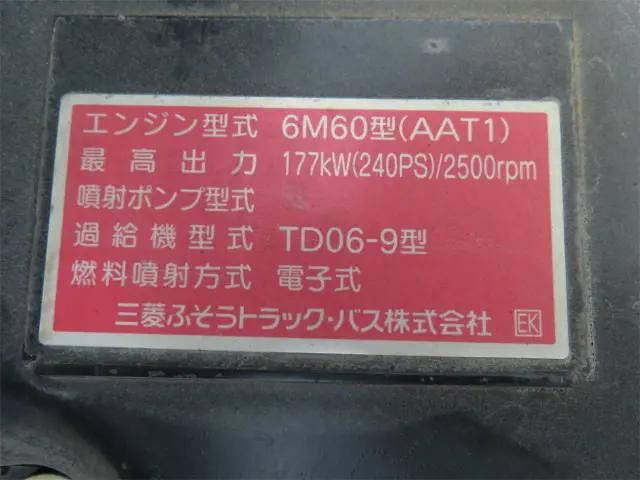 エンジン型式 6M60型(AAT1)
最高出力 177kW(240PS)/2500rpm
噴射ポンプ型式
過給機型式 TD06-9型
燃料噴射方式 電子式
三菱ふそうトラック・バス株式会社 EK